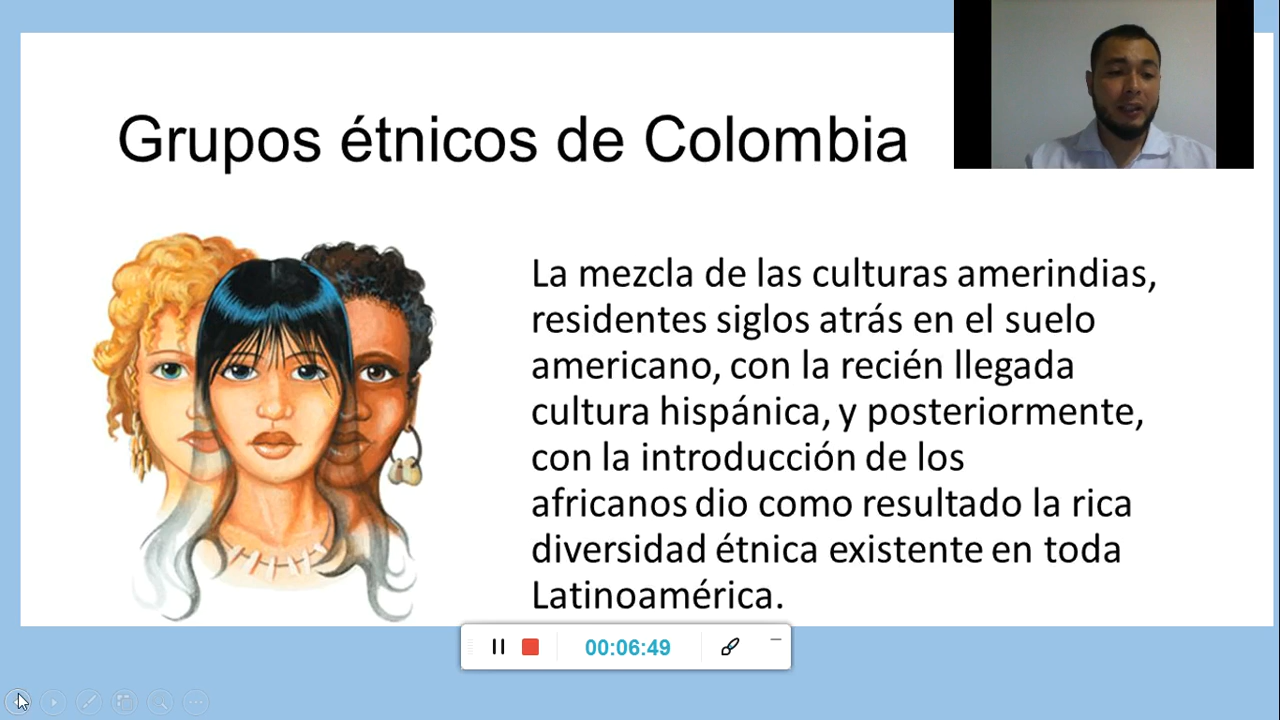 Grupos étnicos de Colombia
La mezcla de las culturas amerindias,
residentes siglos atrás en el suelo
americano, con la recién llegada
cultura hispánica, y posteriormente,
con la introducción de los
africanos dio como resultado la rica
diversidad étnica existente en toda
Latinoamérica.
00:06:49